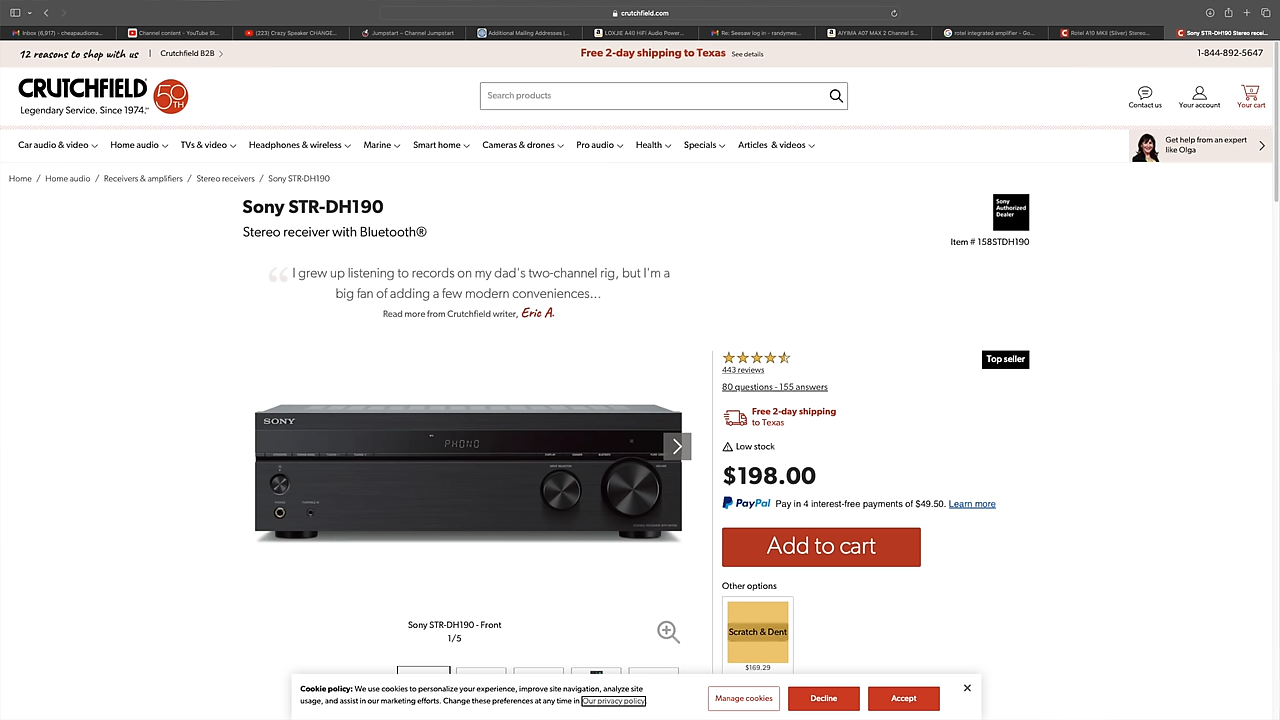 crutchfield.com
Inbox (6,917) - cheapaudioma...
Channel content - YouTube St...
(223) Crazy Speaker CHANGE...
Jumpstart – Channel Jumpstart
Additional Mailing Addresses |...
LOXJIE A40 HiFi Audio Power...
Re: Seesaw log in - randymes...
AIYIMA A07 MAX 2 Channel S...
rotel integrated amplifier - Go...
Rotel A10 MKII (Silver) Stereo...
Sony STR-DH190 Stereo recei...
12 reasons to shop with us | Crutchfield B2B
Free 2-day shipping to Texas See details
1-844-892-5647
CRUTCHFIELD 50TH
Legendary Service. Since 1974.
Search products
Contact us
Your account
0
Your cart
Car audio & video
Home audio
TVs & video
Headphones & wireless
Marine
Smart home
Cameras & drones
Pro audio
Health
Specials
Articles & videos
Get help from an expert
like Olga
Home / Home audio / Receivers & amplifiers / Stereo receivers / Sony STR-DH190
Sony STR-DH190
Stereo receiver with Bluetooth®
Sony
Authorized
Dealer
Item # 158STDH190
“ I grew up listening to records on my dad's two-channel rig, but I'm a
big fan of adding a few modern conveniences...
Read more from Crutchfield writer, Eric A.
SONY
PHONO
443 reviews
Top seller
80 questions - 155 answers
Free 2-day shipping
to Texas
Low stock
$198.00
PayPal Pay in 4 interest-free payments of $49.50. Learn more
Add to cart
Other options
Scratch & Dent
$169.29
Sony STR-DH190 - Front
1/5
Cookie policy: We use cookies to personalize your experience, improve site navigation, analyze site
usage, and assist in our marketing efforts. Change these preferences at any time in Our privacy policy.
Manage cookies
Decline
Accept